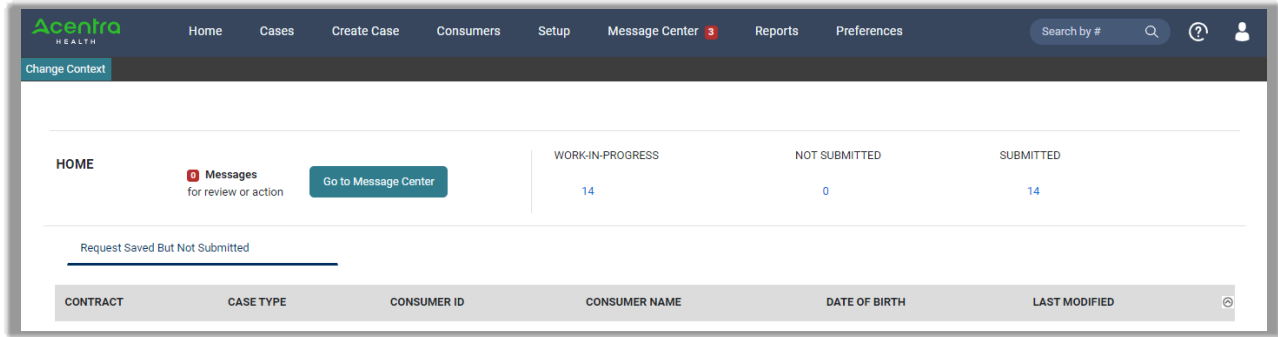 Acentra
HEALTH
Home Cases Create Case Consumers Setup Message Center 3 Reports Preferences Search by # ?
Change Context
HOME
0 Messages
for review or action
Go to Message Center
WORK-IN-PROGRESS
14
NOT SUBMITTED
0
SUBMITTED
14
Request Saved But Not Submitted
CONTRACT CASE TYPE CONSUMER ID CONSUMER NAME DATE OF BIRTH LAST MODIFIED